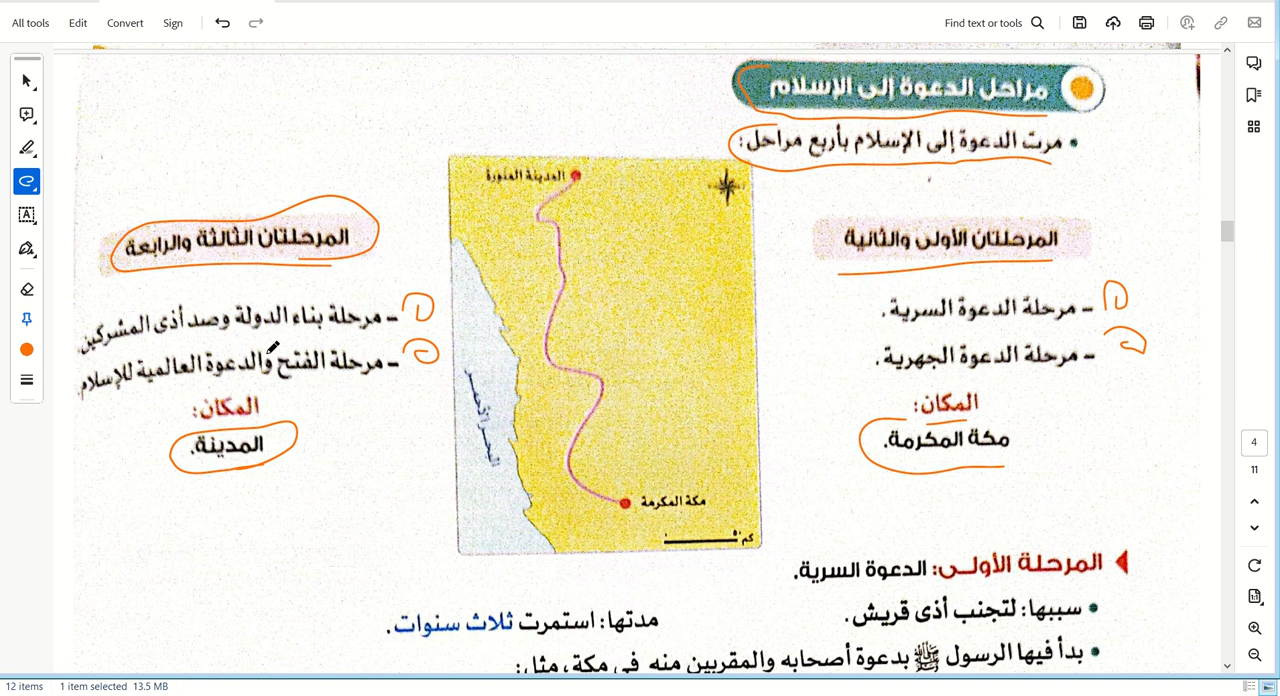 All tools Edit Convert Sign Find text or tools
مراحل الدعوة إلى الإسلام
• مرت الدعوة إلى الإسلام بأربع مراحل:
المرحلتان الأولى والثانية
– مرحلة الدعوة السرية.
– مرحلة الدعوة الجهرية.
المكان:
مكة المكرمة.
المدينة المنورة
البحر الأحمر
مكة المكرمة
كم
المرحلتان الثالثة والرابعة
– مرحلة بناء الدولة وصد أذى المشركين.
– مرحلة الفتح والدعوة العالمية للإسلام.
المكان:
المدينة.
المرحلة الأولـى: الدعوة السرية.
• سببها: لتجنب أذى قريش.
مدتها: استمرت ثلاث سنوات.
• بدأ فيها الرسول ﷺ بدعوة أصحابه والمقربين منه في مكة، مثل:
4
11
12 items 1 item selected 13.5 MB